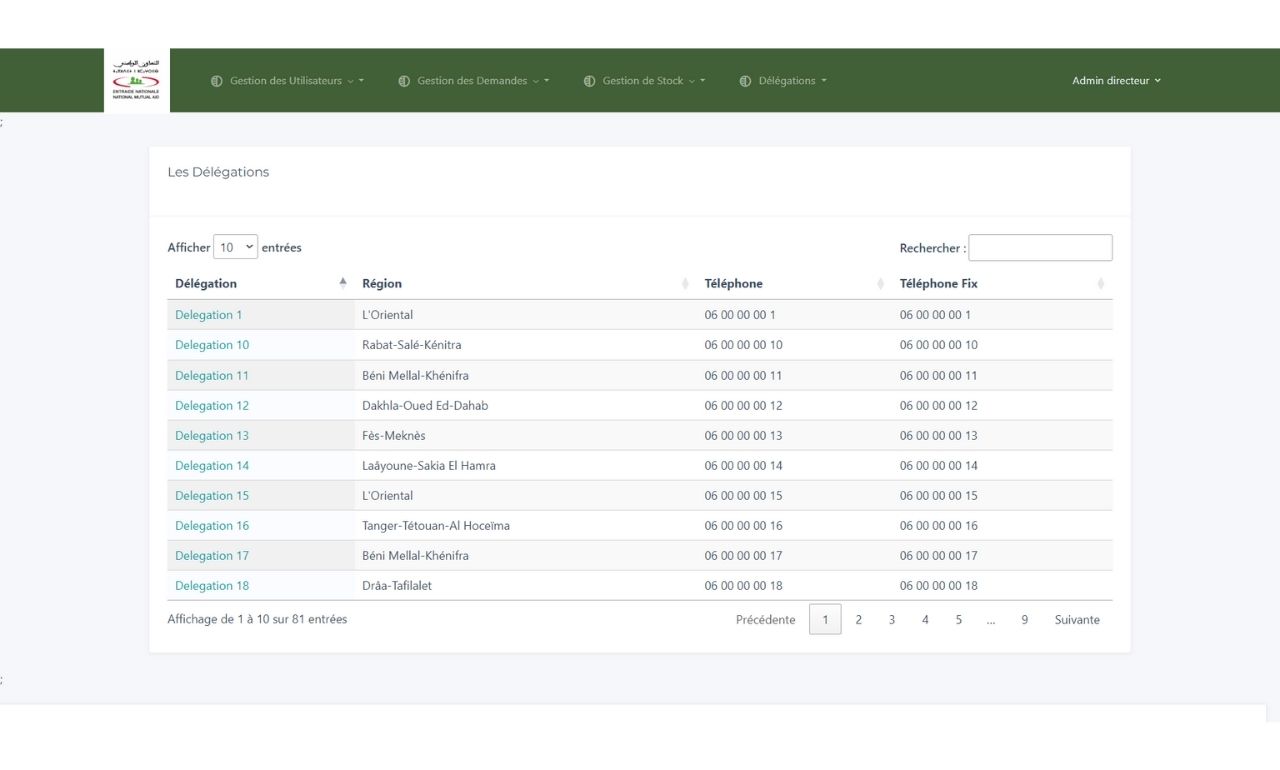 التعاون الوطني
ENTRAIDE NATIONALE
NATIONAL MUTUAL AID
Gestion des Utilisateurs
Gestion des Demandes
Gestion de Stock
Délégations
Admin directeur
;
Les Délégations
Afficher 10 entrées
Rechercher :
Délégation Région Téléphone Téléphone Fix
Delegation 1 L'Oriental 06 00 00 00 1 06 00 00 00 1
Delegation 10 Rabat-Salé-Kénitra 06 00 00 00 10 06 00 00 00 10
Delegation 11 Béni Mellal-Khénifra 06 00 00 00 11 06 00 00 00 11
Delegation 12 Dakhla-Oued Ed-Dahab 06 00 00 00 12 06 00 00 00 12
Delegation 13 Fès-Meknès 06 00 00 00 13 06 00 00 00 13
Delegation 14 Laâyoune-Sakia El Hamra 06 00 00 00 14 06 00 00 00 14
Delegation 15 L'Oriental 06 00 00 00 15 06 00 00 00 15
Delegation 16 Tanger-Tétouan-Al Hoceïma 06 00 00 00 16 06 00 00 00 16
Delegation 17 Béni Mellal-Khénifra 06 00 00 00 17 06 00 00 00 17
Delegation 18 Drâa-Tafilalet 06 00 00 00 18 06 00 00 00 18
Affichage de 1 à 10 sur 81 entrées
Précédente 1 2 3 4 5 ... 9 Suivante
;